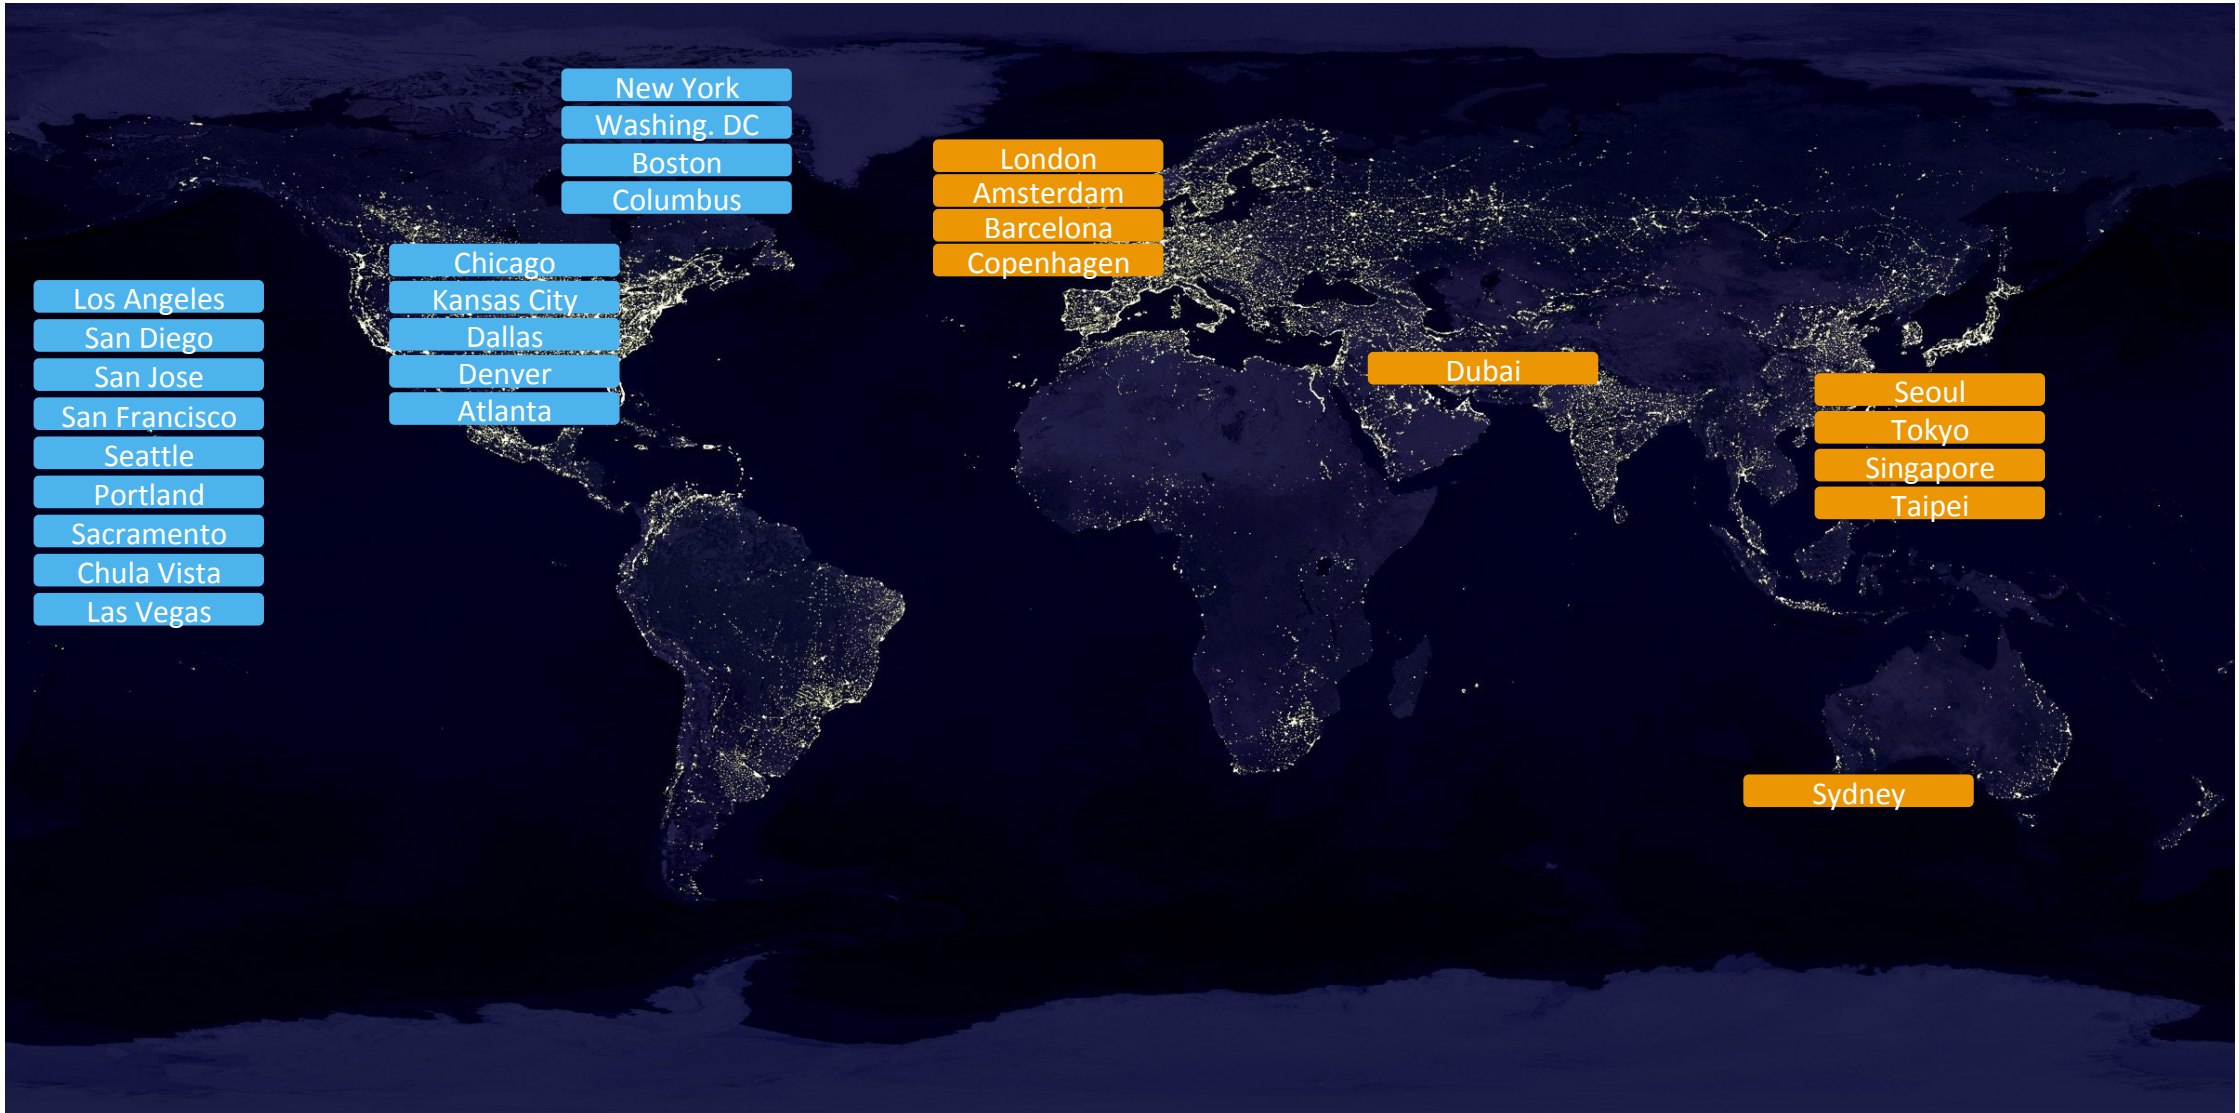 New York
Washing. DC
Boston
Columbus
Chicago
Kansas City
Dallas
Denver
Atlanta
Los Angeles
San Diego
San Jose
San Francisco
Seattle
Portland
Sacramento
Chula Vista
Las Vegas
London
Amsterdam
Barcelona
Copenhagen
Dubai
Seoul
Tokyo
Singapore
Taipei
Sydney